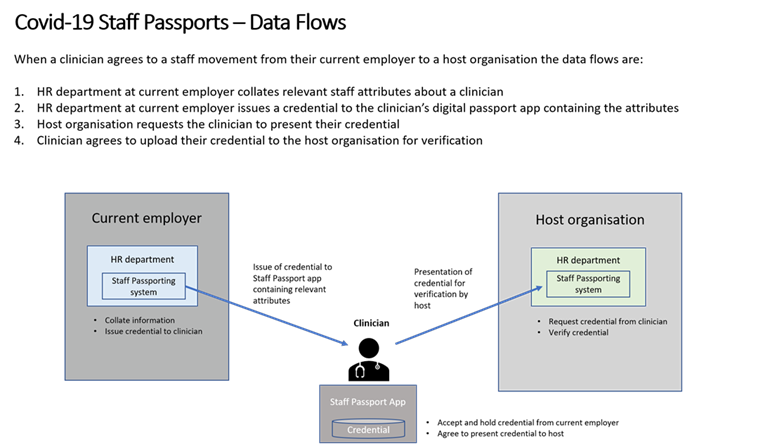 Covid-19 Staff Passports – Data Flows
When a clinician agrees to a staff movement from their current employer to a host organisation the data flows are:
1. HR department at current employer collates relevant staff attributes about a clinician
2. HR department at current employer issues a credential to the clinician's digital passport app containing the attributes
3. Host organisation requests the clinician to present their credential
4. Clinician agrees to upload their credential to the host organisation for verification
Current employer
HR department
Staff Passporting
system
• Collate information
• Issue credential to clinician
Issue of credential to
Staff Passport app
containing relevant
attributes
Clinician
Staff Passport App
Credential
• Accept and hold credential from current employer
• Agree to present credential to host
Presentation of
credential for
verification by
host
Host organisation
HR department
Staff Passporting
system
• Request credential from clinician
• Verify credential